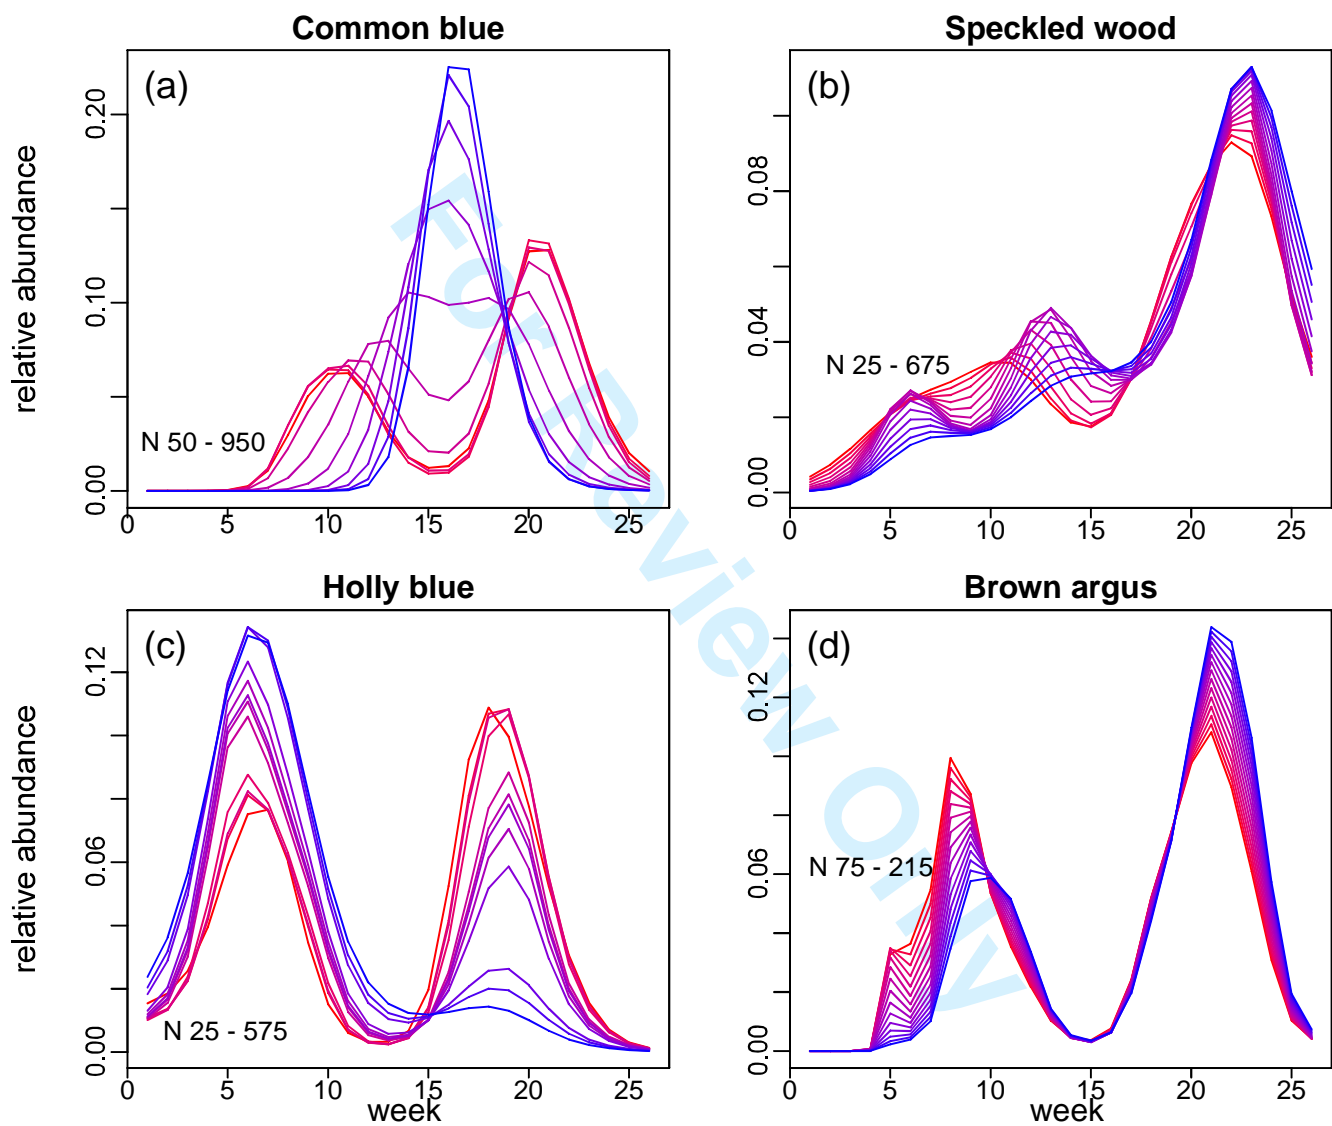 Common blue
Speckled wood
(a)
(b)
relative abundance
0.00 0.10 0.20
N 50 - 950
0 5 10 15 20 25
0.00 0.04 0.08
N 25 - 675
0 5 10 15 20 25
Holly blue
Brown argus
(c)
(d)
relative abundance
0.00 0.06 0.12
N 25 - 575
0 5 10 15 20 25
week
0.00 0.06 0.12
N 75 - 215
0 5 10 15 20 25
week
For Review Only